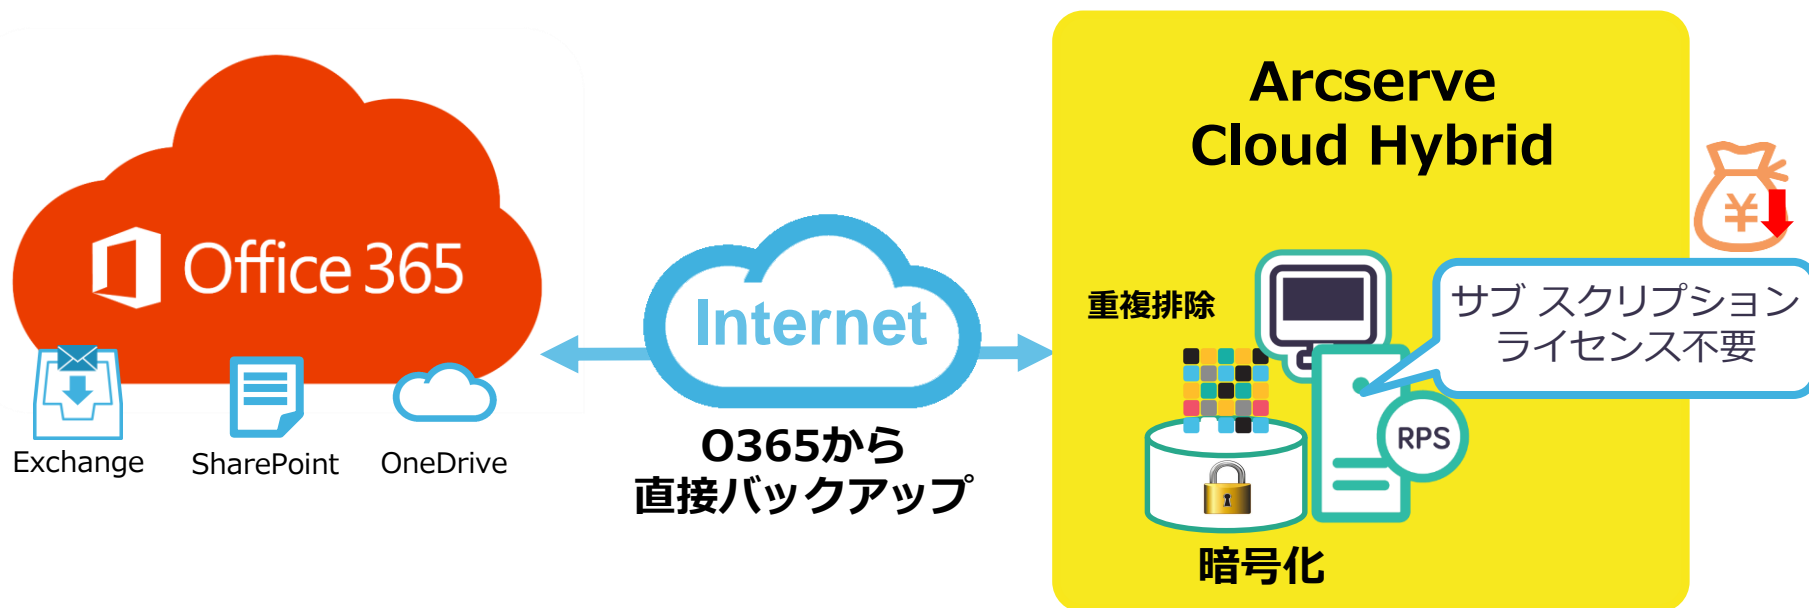 Office 365
Exchange
SharePoint
OneDrive
Internet
O365から
直接バックアップ
Arcserve
Cloud Hybrid
重複排除
サブ スクリプション
ライセンス不要
¥
RPS
暗号化